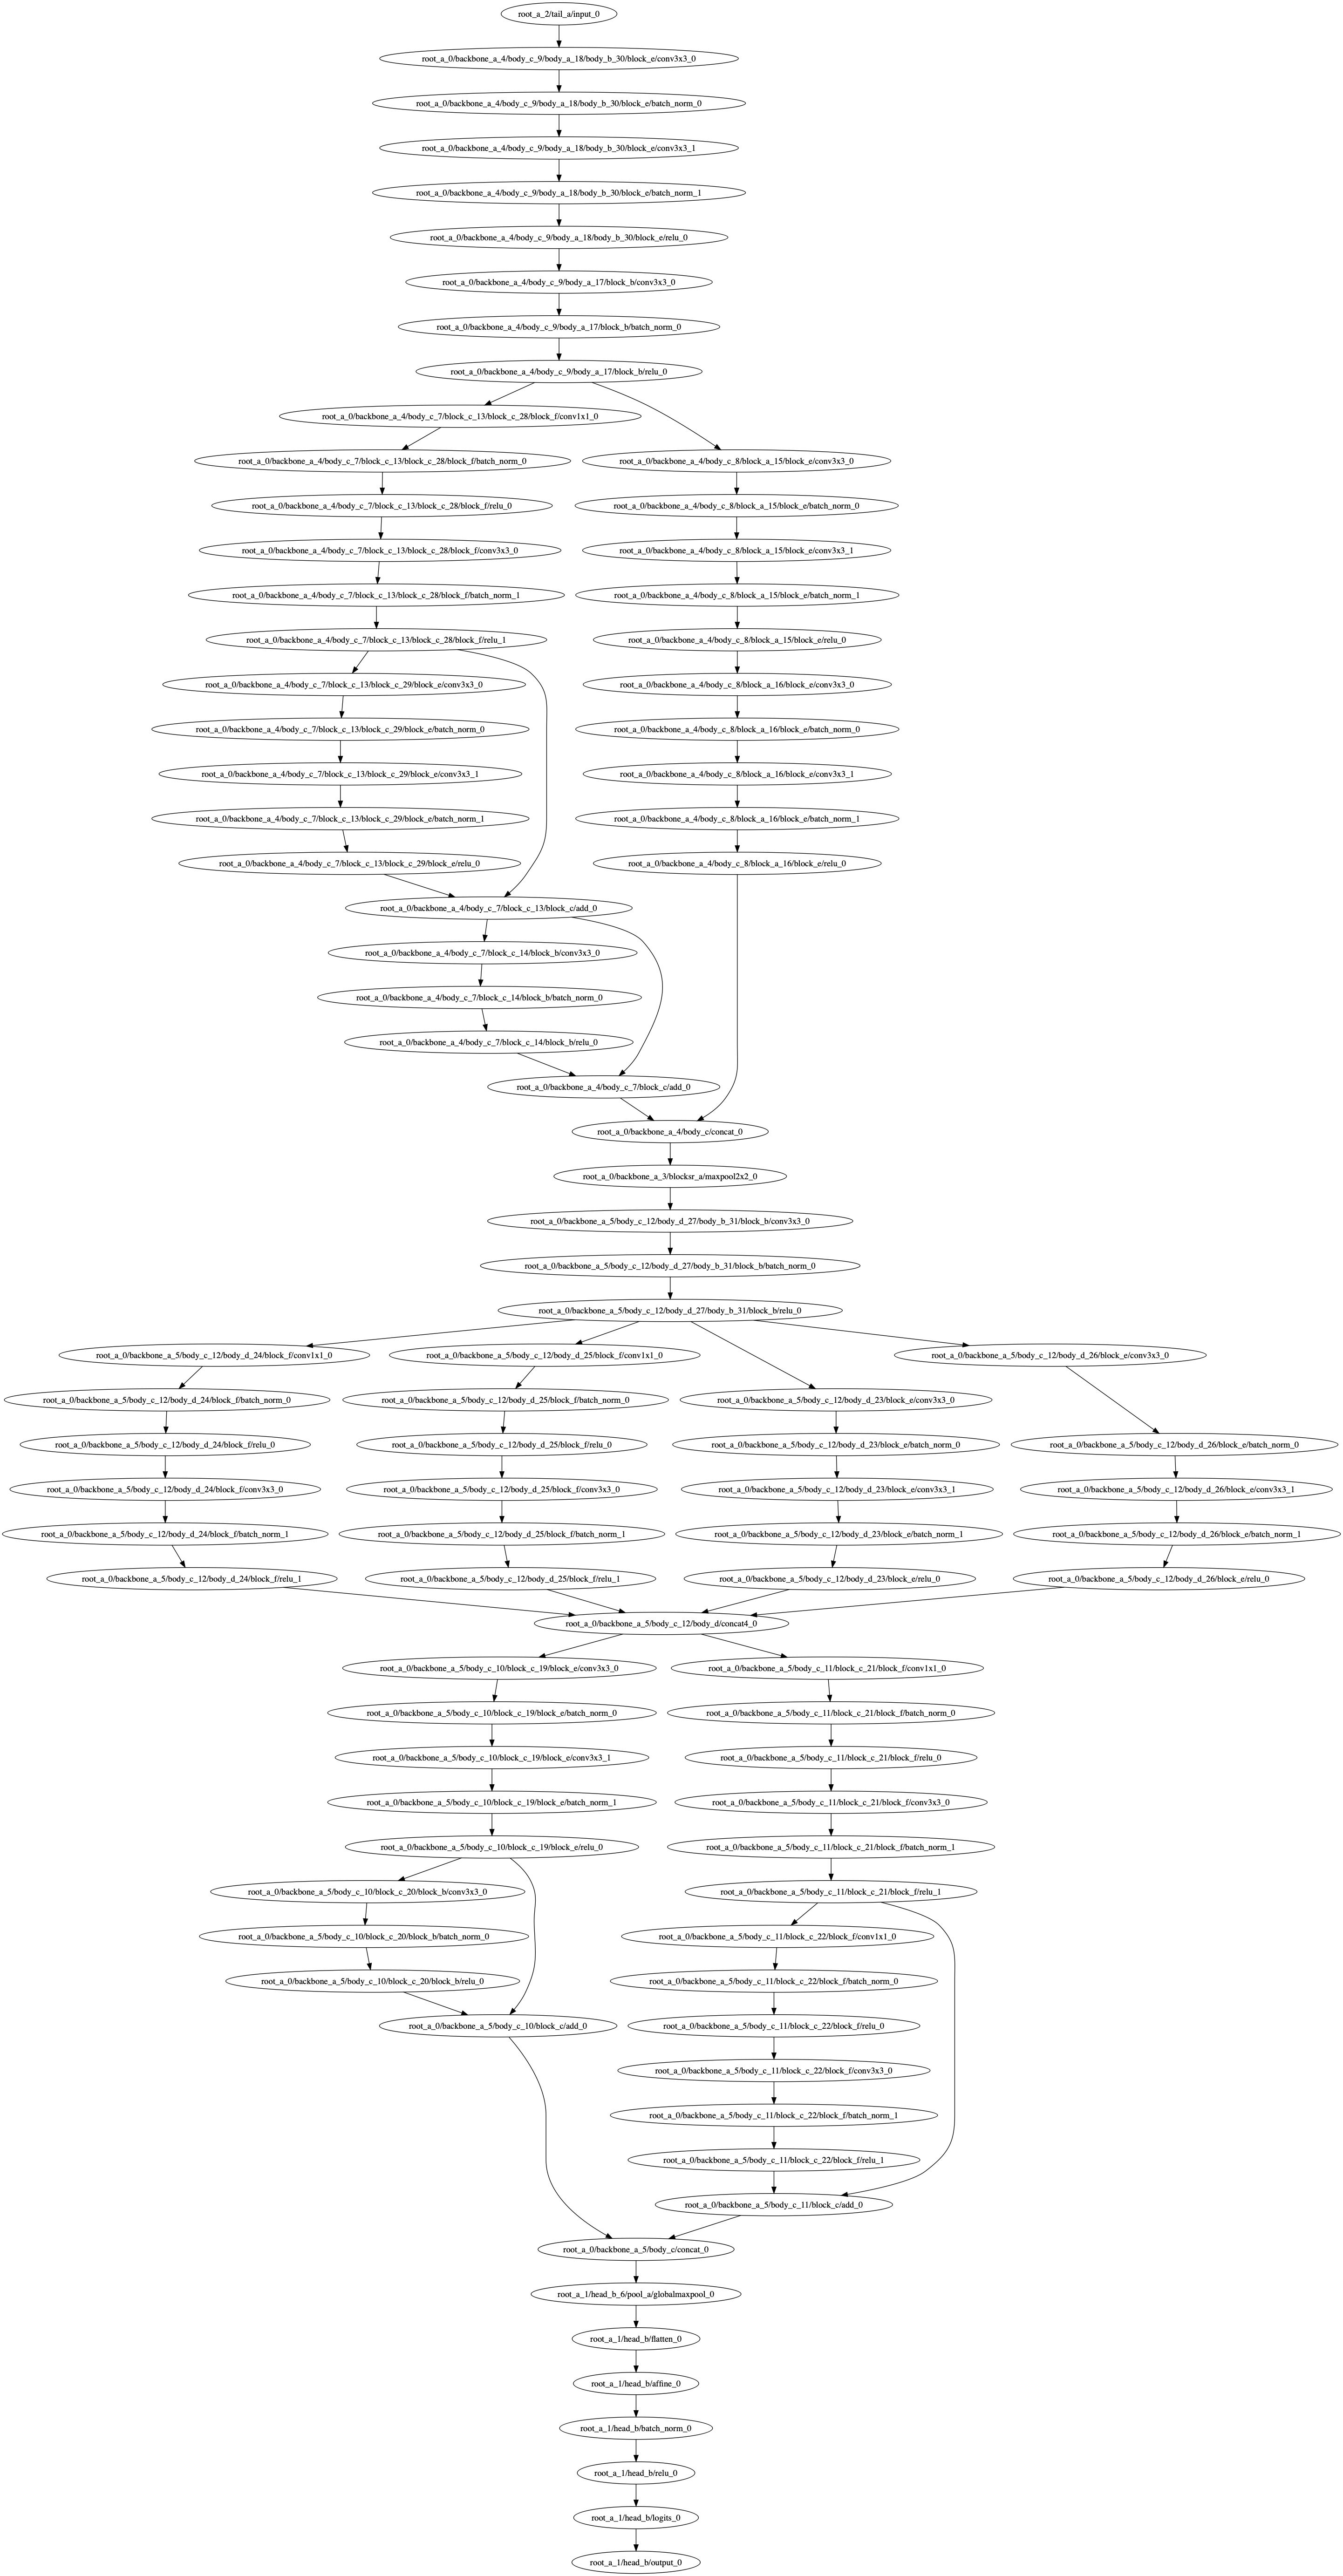 root_a_2/tail_a/input_0
root_a_0/backbone_a_4/body_c_9/body_a_18/body_b_30/block_e/conv3x3_0
root_a_0/backbone_a_4/body_c_9/body_a_18/body_b_30/block_e/batch_norm_0
root_a_0/backbone_a_4/body_c_9/body_a_18/body_b_30/block_e/conv3x3_1
root_a_0/backbone_a_4/body_c_9/body_a_18/body_b_30/block_e/batch_norm_1
root_a_0/backbone_a_4/body_c_9/body_a_18/body_b_30/block_e/relu_0
root_a_0/backbone_a_4/body_c_9/body_a_17/block_b/conv3x3_0
root_a_0/backbone_a_4/body_c_9/body_a_17/block_b/batch_norm_0
root_a_0/backbone_a_4/body_c_9/body_a_17/block_b/relu_0
root_a_0/backbone_a_4/body_c_7/block_c_13/block_c_28/block_f/conv1x1_0
root_a_0/backbone_a_4/body_c_7/block_c_13/block_c_28/block_f/batch_norm_0
root_a_0/backbone_a_4/body_c_8/block_a_15/block_e/conv3x3_0
root_a_0/backbone_a_4/body_c_7/block_c_13/block_c_28/block_f/relu_0
root_a_0/backbone_a_4/body_c_8/block_a_15/block_e/batch_norm_0
root_a_0/backbone_a_4/body_c_7/block_c_13/block_c_28/block_f/conv3x3_0
root_a_0/backbone_a_4/body_c_8/block_a_15/block_e/conv3x3_1
root_a_0/backbone_a_4/body_c_7/block_c_13/block_c_28/block_f/batch_norm_1
root_a_0/backbone_a_4/body_c_8/block_a_15/block_e/batch_norm_1
root_a_0/backbone_a_4/body_c_7/block_c_13/block_c_28/block_f/relu_1
root_a_0/backbone_a_4/body_c_8/block_a_15/block_e/relu_0
root_a_0/backbone_a_4/body_c_7/block_c_13/block_c_29/block_e/conv3x3_0
root_a_0/backbone_a_4/body_c_8/block_a_16/block_e/conv3x3_0
root_a_0/backbone_a_4/body_c_7/block_c_13/block_c_29/block_e/batch_norm_0
root_a_0/backbone_a_4/body_c_8/block_a_16/block_e/batch_norm_0
root_a_0/backbone_a_4/body_c_7/block_c_13/block_c_29/block_e/conv3x3_1
root_a_0/backbone_a_4/body_c_8/block_a_16/block_e/conv3x3_1
root_a_0/backbone_a_4/body_c_7/block_c_13/block_c_29/block_e/batch_norm_1
root_a_0/backbone_a_4/body_c_8/block_a_16/block_e/batch_norm_1
root_a_0/backbone_a_4/body_c_7/block_c_13/block_c_29/block_e/relu_0
root_a_0/backbone_a_4/body_c_8/block_a_16/block_e/relu_0
root_a_0/backbone_a_4/body_c_7/block_c_13/block_c/add_0
root_a_0/backbone_a_4/body_c_7/block_c_14/block_b/conv3x3_0
root_a_0/backbone_a_4/body_c_7/block_c_14/block_b/batch_norm_0
root_a_0/backbone_a_4/body_c_7/block_c_14/block_b/relu_0
root_a_0/backbone_a_4/body_c_7/block_c/add_0
root_a_0/backbone_a_4/body_c/concat_0
root_a_0/backbone_a_3/blocksr_a/maxpool2x2_0
root_a_0/backbone_a_5/body_c_12/body_d_27/body_b_31/block_b/conv3x3_0
root_a_0/backbone_a_5/body_c_12/body_d_27/body_b_31/block_b/batch_norm_0
root_a_0/backbone_a_5/body_c_12/body_d_27/body_b_31/block_b/relu_0
root_a_0/backbone_a_5/body_c_12/body_d_24/block_f/conv1x1_0
root_a_0/backbone_a_5/body_c_12/body_d_25/block_f/conv1x1_0
root_a_0/backbone_a_5/body_c_12/body_d_26/block_e/conv3x3_0
root_a_0/backbone_a_5/body_c_12/body_d_24/block_f/batch_norm_0
root_a_0/backbone_a_5/body_c_12/body_d_25/block_f/batch_norm_0
root_a_0/backbone_a_5/body_c_12/body_d_23/block_e/conv3x3_0
root_a_0/backbone_a_5/body_c_12/body_d_24/block_f/relu_0
root_a_0/backbone_a_5/body_c_12/body_d_25/block_f/relu_0
root_a_0/backbone_a_5/body_c_12/body_d_23/block_e/batch_norm_0
root_a_0/backbone_a_5/body_c_12/body_d_26/block_e/batch_norm_0
root_a_0/backbone_a_5/body_c_12/body_d_24/block_f/conv3x3_0
root_a_0/backbone_a_5/body_c_12/body_d_25/block_f/conv3x3_0
root_a_0/backbone_a_5/body_c_12/body_d_23/block_e/conv3x3_1
root_a_0/backbone_a_5/body_c_12/body_d_26/block_e/conv3x3_1
root_a_0/backbone_a_5/body_c_12/body_d_24/block_f/batch_norm_1
root_a_0/backbone_a_5/body_c_12/body_d_25/block_f/batch_norm_1
root_a_0/backbone_a_5/body_c_12/body_d_23/block_e/batch_norm_1
root_a_0/backbone_a_5/body_c_12/body_d_26/block_e/batch_norm_1
root_a_0/backbone_a_5/body_c_12/body_d_24/block_f/relu_1
root_a_0/backbone_a_5/body_c_12/body_d_25/block_f/relu_1
root_a_0/backbone_a_5/body_c_12/body_d_23/block_e/relu_0
root_a_0/backbone_a_5/body_c_12/body_d_26/block_e/relu_0
root_a_0/backbone_a_5/body_c_12/body_d/concat4_0
root_a_0/backbone_a_5/body_c_10/block_c_19/block_e/conv3x3_0
root_a_0/backbone_a_5/body_c_11/block_c_21/block_f/conv1x1_0
root_a_0/backbone_a_5/body_c_10/block_c_19/block_e/batch_norm_0
root_a_0/backbone_a_5/body_c_11/block_c_21/block_f/batch_norm_0
root_a_0/backbone_a_5/body_c_10/block_c_19/block_e/conv3x3_1
root_a_0/backbone_a_5/body_c_11/block_c_21/block_f/relu_0
root_a_0/backbone_a_5/body_c_10/block_c_19/block_e/batch_norm_1
root_a_0/backbone_a_5/body_c_11/block_c_21/block_f/conv3x3_0
root_a_0/backbone_a_5/body_c_10/block_c_19/block_e/relu_0
root_a_0/backbone_a_5/body_c_11/block_c_21/block_f/batch_norm_1
root_a_0/backbone_a_5/body_c_10/block_c_20/block_b/conv3x3_0
root_a_0/backbone_a_5/body_c_11/block_c_21/block_f/relu_1
root_a_0/backbone_a_5/body_c_10/block_c_20/block_b/batch_norm_0
root_a_0/backbone_a_5/body_c_11/block_c_22/block_f/conv1x1_0
root_a_0/backbone_a_5/body_c_10/block_c_20/block_b/relu_0
root_a_0/backbone_a_5/body_c_11/block_c_22/block_f/batch_norm_0
root_a_0/backbone_a_5/body_c_10/block_c/add_0
root_a_0/backbone_a_5/body_c_11/block_c_22/block_f/relu_0
root_a_0/backbone_a_5/body_c_11/block_c_22/block_f/conv3x3_0
root_a_0/backbone_a_5/body_c_11/block_c_22/block_f/batch_norm_1
root_a_0/backbone_a_5/body_c_11/block_c_22/block_f/relu_1
root_a_0/backbone_a_5/body_c_11/block_c/add_0
root_a_0/backbone_a_5/body_c/concat_0
root_a_1/head_b_6/pool_a/globalmaxpool_0
root_a_1/head_b/flatten_0
root_a_1/head_b/affine_0
root_a_1/head_b/batch_norm_0
root_a_1/head_b/relu_0
root_a_1/head_b/logits_0
root_a_1/head_b/output_0